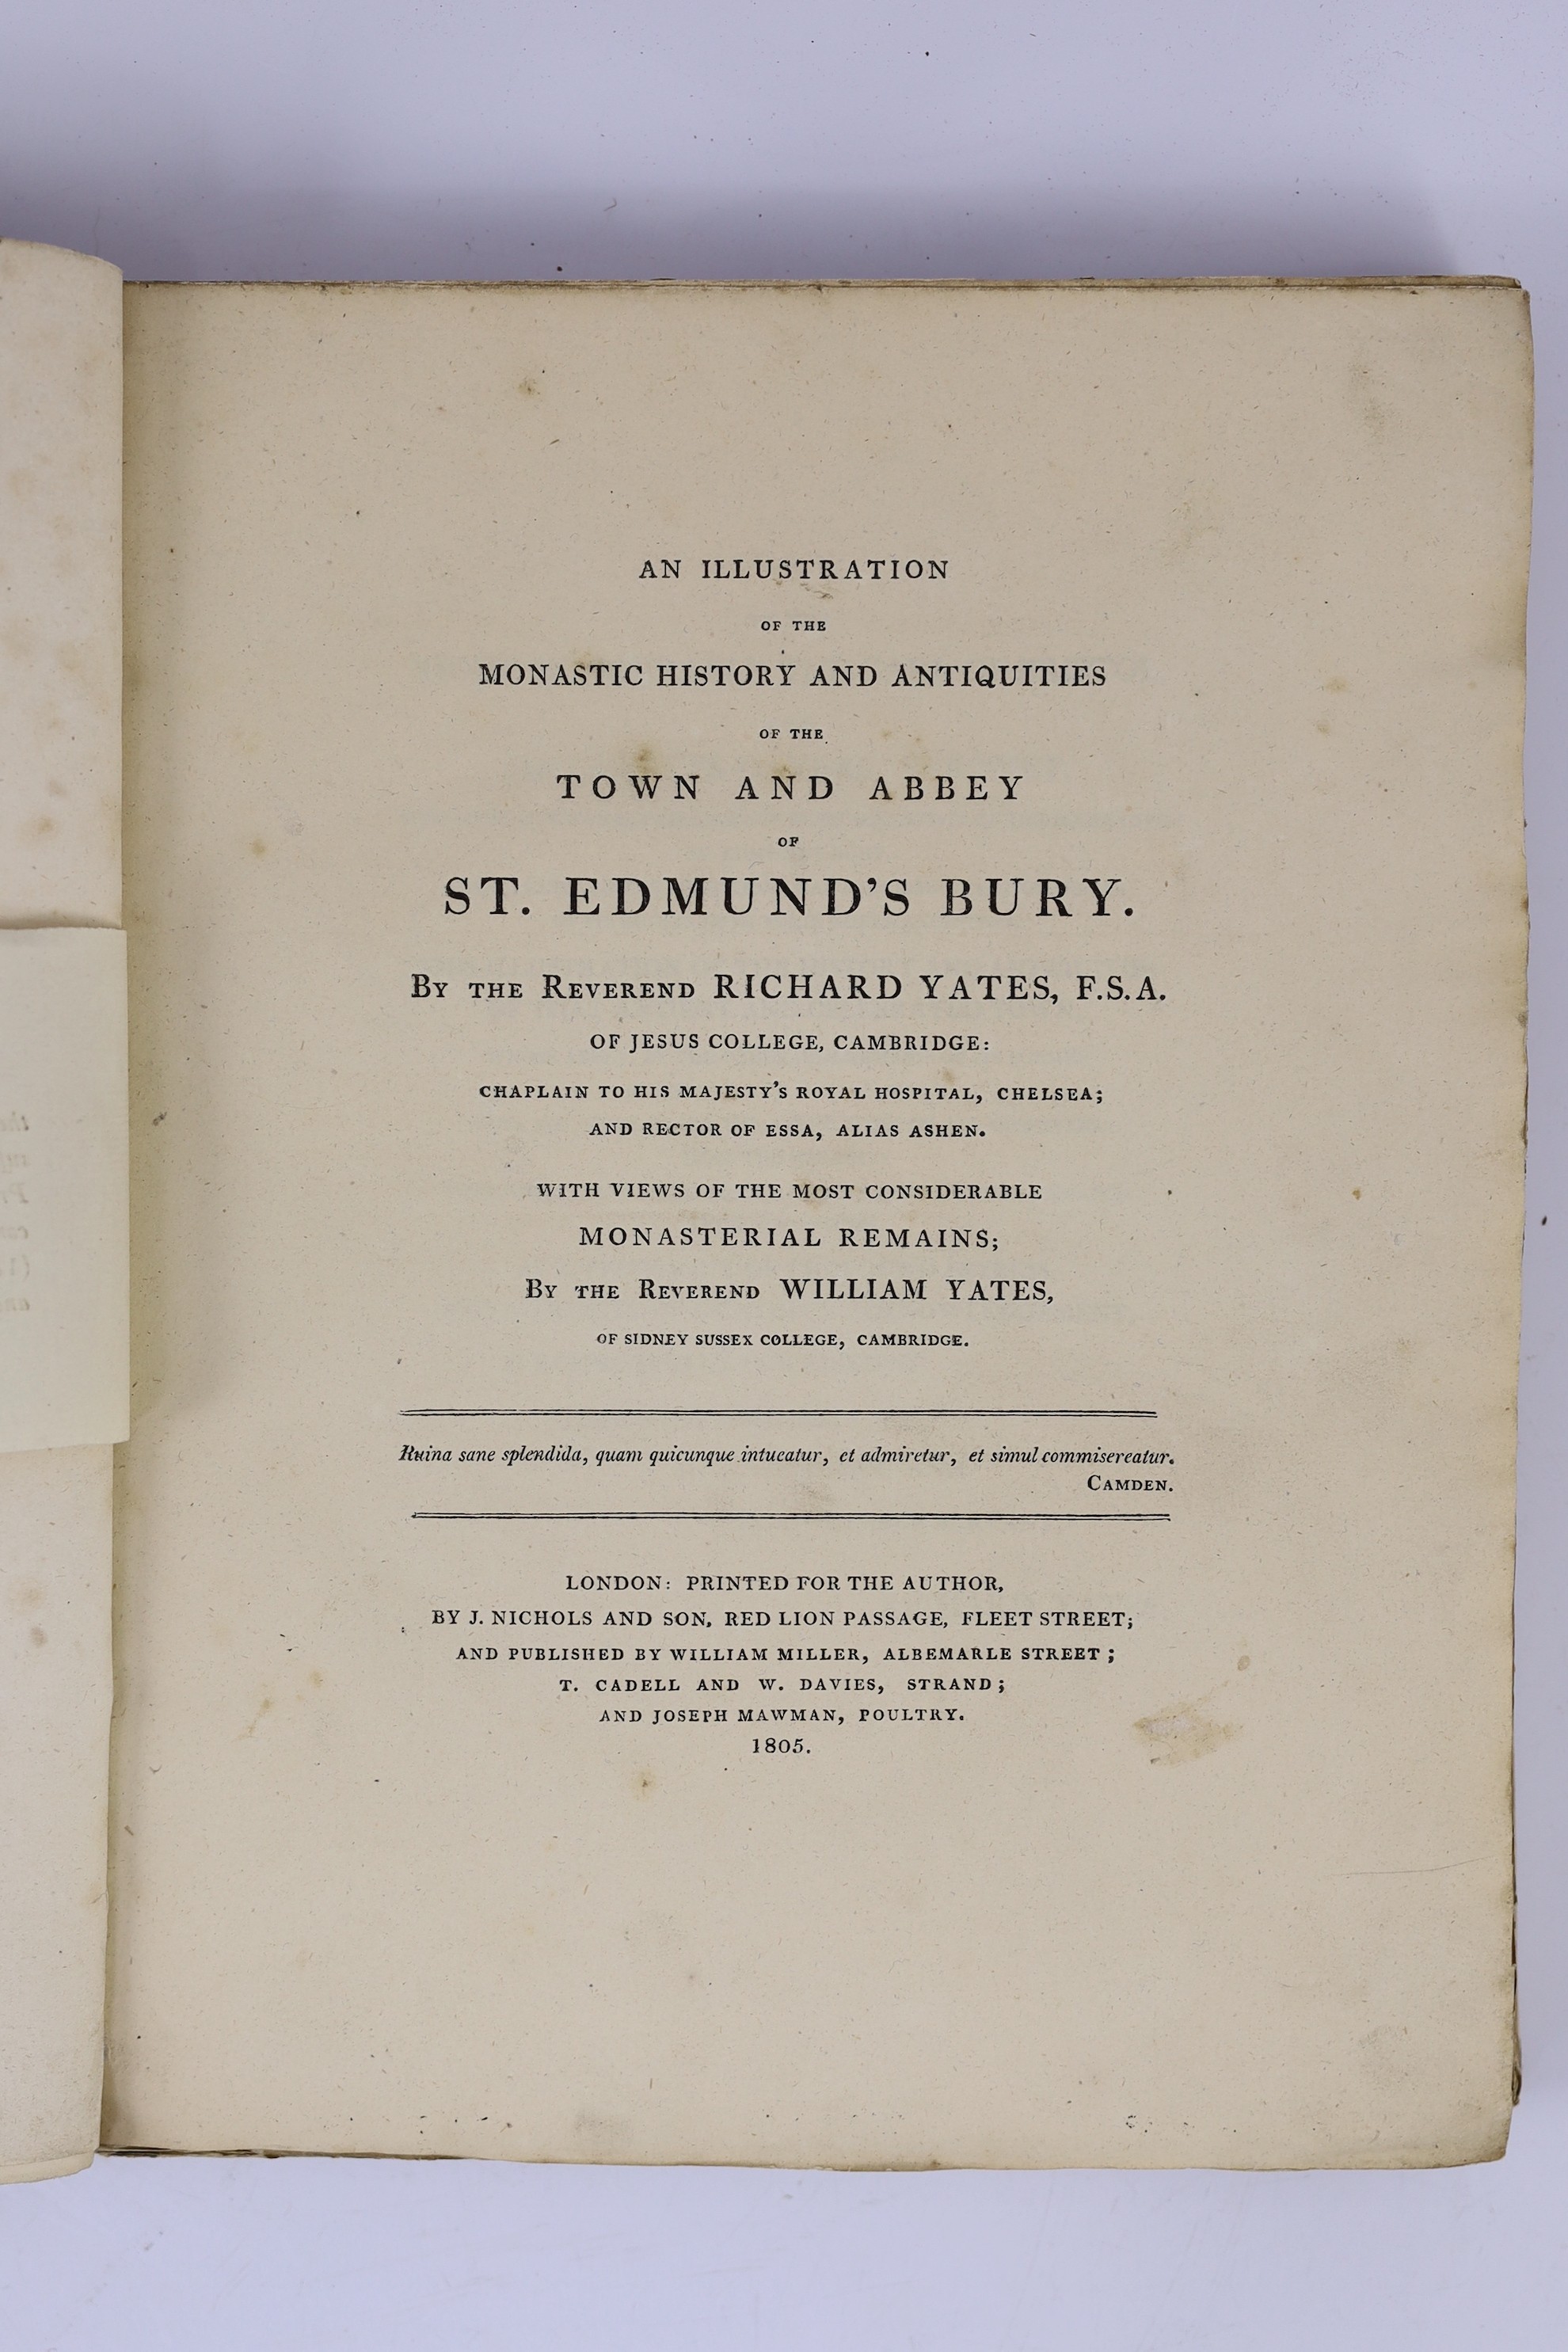 AN ILLUSTRATION
OF THE
MONASTIC HISTORY AND ANTIQUITIES
OF THE
TOWN AND ABBEY
OF
ST. EDMUND'S BURY.
BY THE REVEREND RICHARD YATES, F.S.A.
OF JESUS COLLEGE, CAMBRIDGE:
CHAPLAIN TO HIS MAJESTY'S ROYAL HOSPITAL, CHELSEA;
AND RECTOR OF ESSA, ALIAS ASHEN.
WITH VIEWS OF THE MOST CONSIDERABLE
MONASTERIAL REMAINS;
BY THE REVEREND WILLIAM YATES,
OF SIDNEY SUSSEX COLLEGE, CAMBRIDGE.
Ruina sane splendida, quam quicunque intueatur, et admiretur, et simul commisereatur.
CAMDEN.
LONDON: PRINTED FOR THE AUTHOR,
BY J. NICHOLS AND SON, RED LION PASSAGE, FLEET STREET;
AND PUBLISHED BY WILLIAM MILLER, ALBEMARLE STREET;
T. CADELL AND W. DAVIES, STRAND;
AND JOSEPH MAWMAN, POULTRY.
1805.